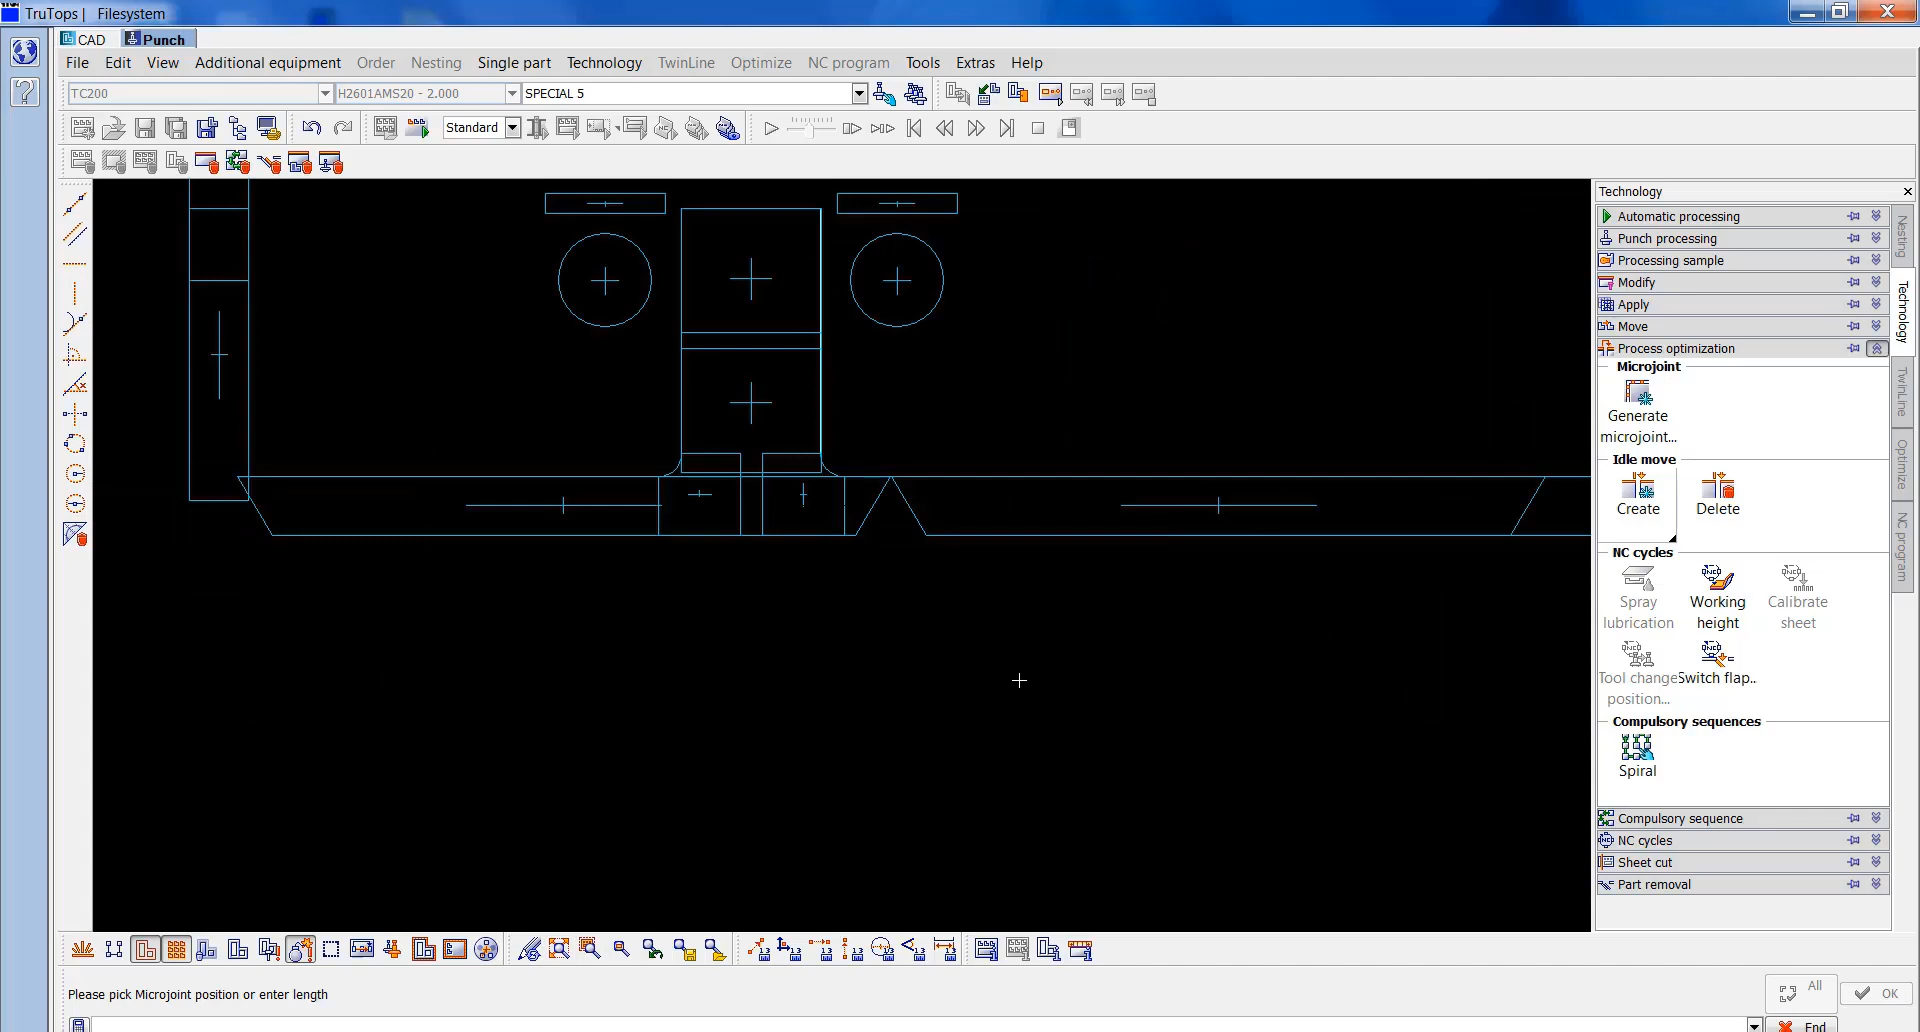 TruTops | Filesystem
CAD
Punch
File Edit View Additional equipment Order Nesting Single part Technology TwinLine Optimize NC program Tools Extras Help
TC200
H2601AMS20 - 2.000
SPECIAL 5
Standard
Technology
Automatic processing
Punch processing
Processing sample
Modify
Apply
Move
Process optimization
Microjoint
Generate
microjoint...
Idle move
Create
Delete
NC cycles
Spray
lubrication
Working
height
Calibrate
sheet
Tool change
position...
Switch flap..
Compulsory sequences
Spiral
Compulsory sequence
NC cycles
Sheet cut
Part removal
Nesting
Technology
TwinLine
Optimize
NC program
Please pick Microjoint position or enter length
All
OK
End